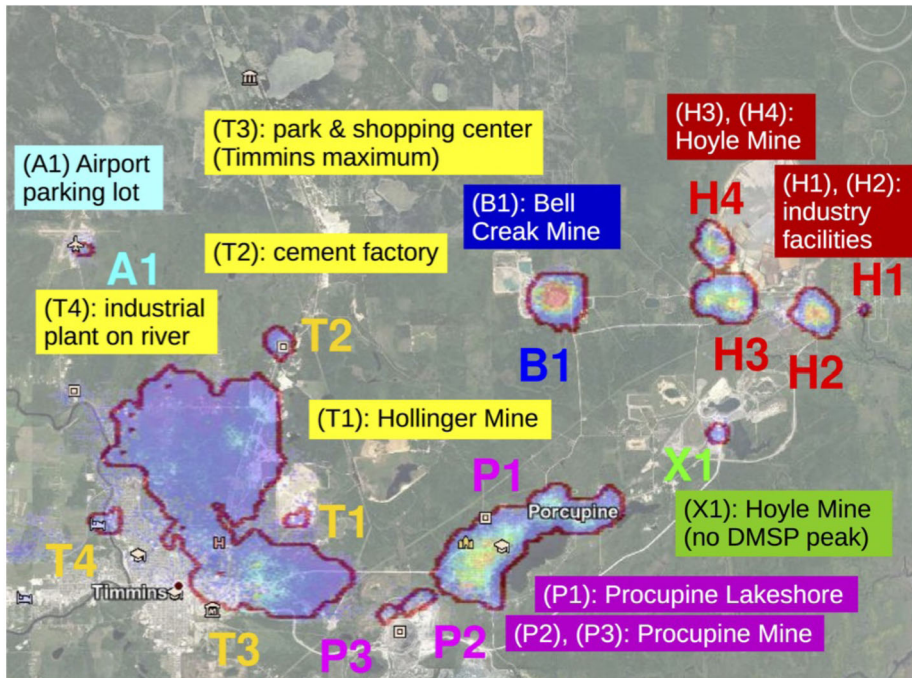 (H3), (H4):
Hoyle Mine
(T3): park & shopping center
(Timmins maximum)
(A1) Airport
parking lot
(H1), (H2):
industry
facilities
(B1): Bell
Creak Mine
H4
(T2): cement factory
A1
H1
(T4): industrial
plant on river
T2
B1
H3
H2
(T1): Hollinger Mine
X1
P1
Porcupine
(X1): Hoyle Mine
(no DMSP peak)
T1
H
T4
Timmins
(P1): Procupine Lakeshore
T3
P3
P2
(P2), (P3): Procupine Mine